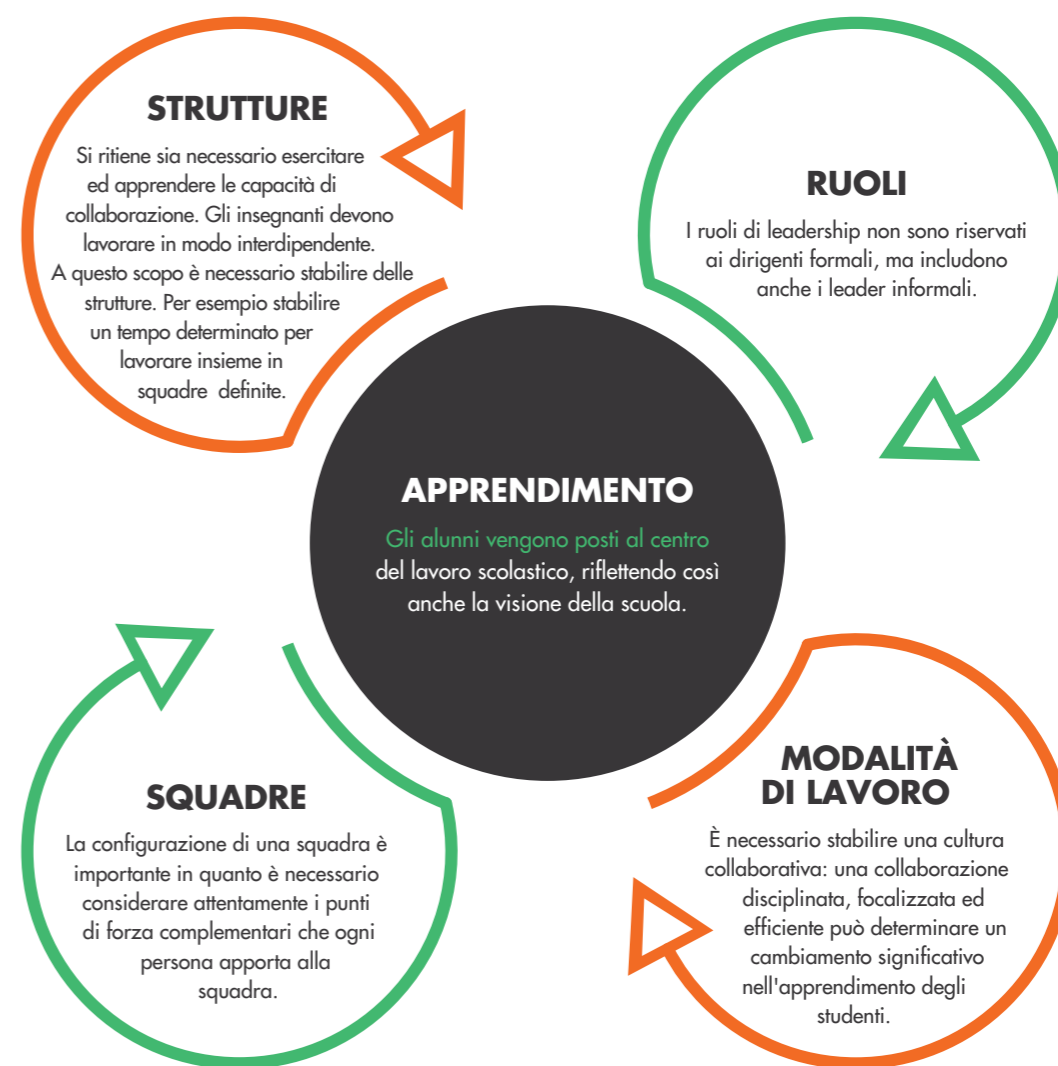 STRUTTURE
Si ritiene sia necessario esercitare
ed apprendere le capacità di
collaborazione. Gli insegnanti devono
lavorare in modo interdipendente.
A questo scopo è necessario stabilire delle
strutture. Per esempio stabilire
un tempo determinato per
lavorare insieme in
squadre definite.
RUOLI
I ruoli di leadership non sono riservati
ai dirigenti formali, ma includono
anche i leader informali.
APPRENDIMENTO
Gli alunni vengono posti al centro
del lavoro scolastico, riflettendo così
anche la visione della scuola.
SQUADRE
La configurazione di una squadra è
importante in quanto è necessario
considerare attentamente i punti
di forza complementari che ogni
persona apporta alla
squadra.
MODALITÀ
DI LAVORO
È necessario stabilire una cultura
collaborativa: una collaborazione
disciplinata, focalizzata ed
efficiente può determinare un
cambiamento significativo
nell'apprendimento degli
studenti.